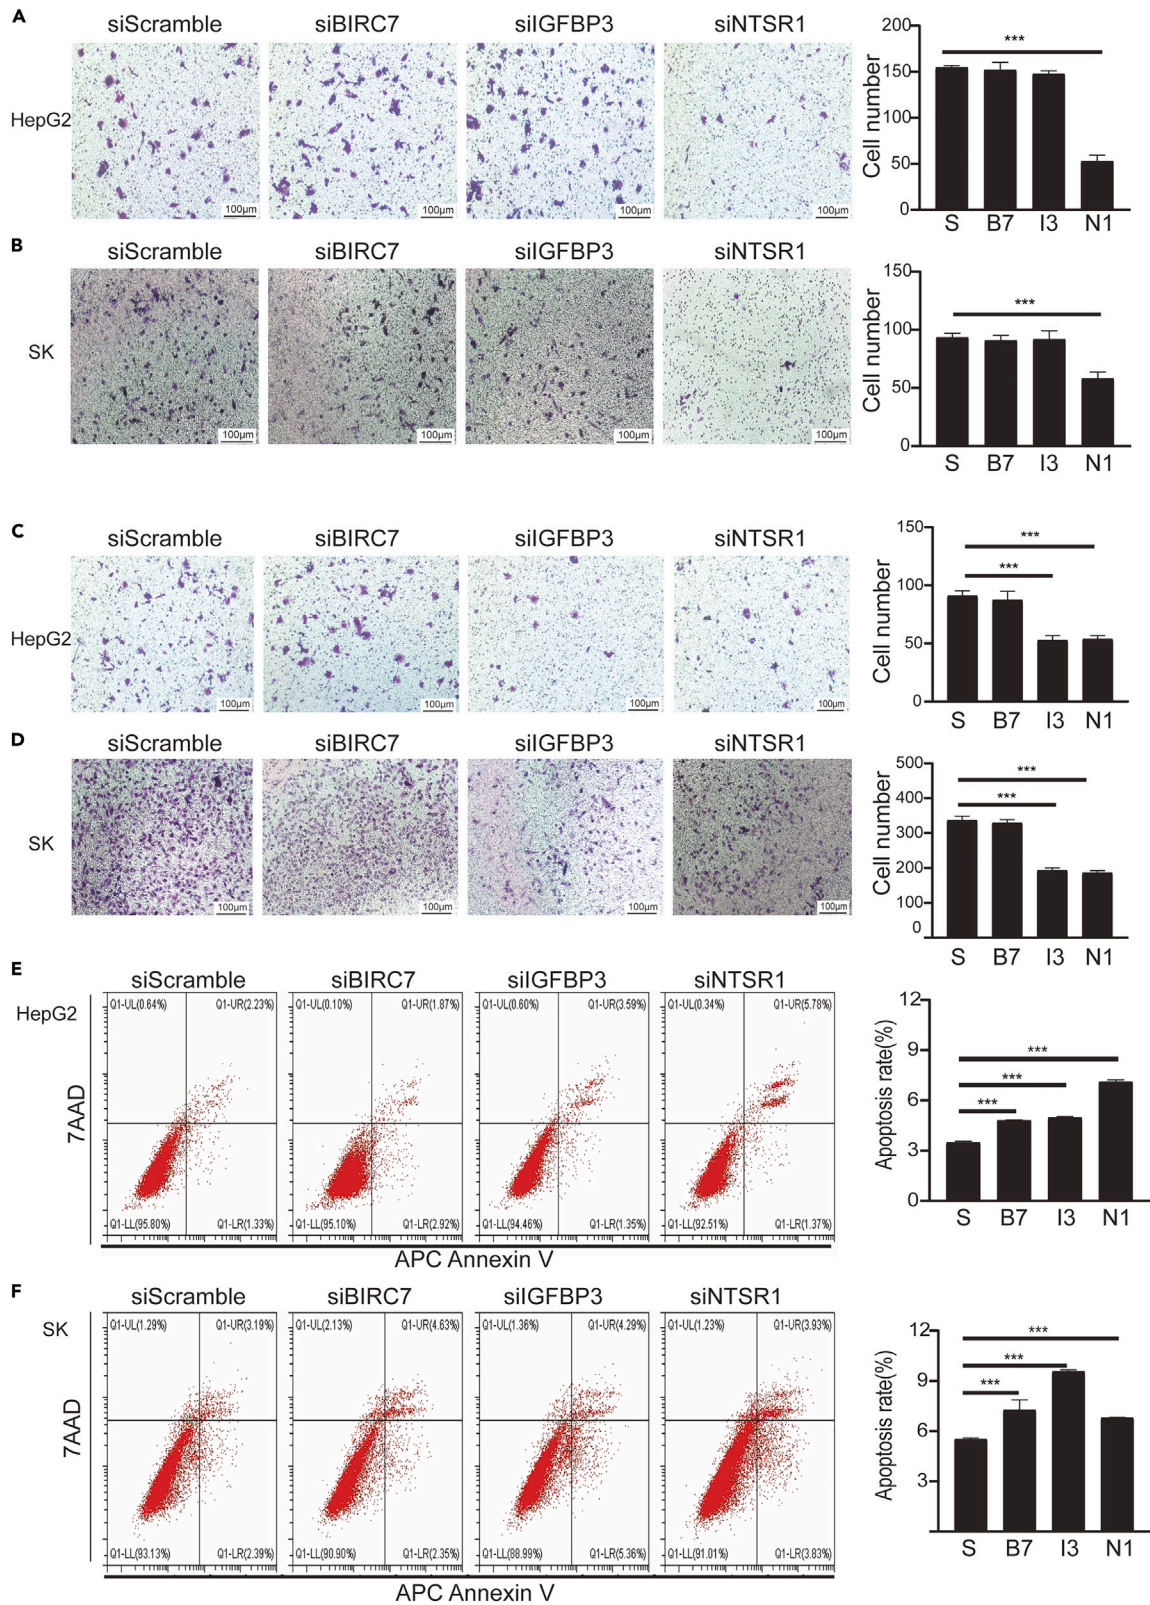 A
siScramble siBIRC7 siIGFBP3 siNTSR1
HepG2
100µm 100µm 100µm 100µm
Cell number
200
150
100
50
0
***
S B7 I3 N1
B
siScramble siBIRC7 siIGFBP3 siNTSR1
SK
100µm 100µm 100µm 100µm
Cell number
150
100
50
0
***
S B7 I3 N1
C
siScramble siBIRC7 siIGFBP3 siNTSR1
HepG2
100µm 100µm 100µm 100µm
Cell number
150
100
50
0
***
***
S B7 I3 N1
D
siScramble siBIRC7 siIGFBP3 siNTSR1
SK
100µm 100µm 100µm 100µm
Cell number
500
400
300
200
100
0
***
***
S B7 I3 N1
E
siScramble siBIRC7 siIGFBP3 siNTSR1
HepG2
Q1-UL(0.64%) Q1-UR(2.23%) Q1-UL(0.10%) Q1-UR(1.87%) Q1-UL(0.60%) Q1-UR(3.59%) Q1-UL(0.34%) Q1-UR(5.78%)
7AAD
Q1-LL(95.80%) Q1-LR(1.33%) Q1-LL(95.10%) Q1-LR(2.92%) Q1-LL(94.46%) Q1-LR(1.35%) Q1-LL(92.51%) Q1-LR(1.37%)
APC Annexin V
Apoptosis rate(%)
12
9
6
3
0
***
***
***
S B7 I3 N1
F
siScramble siBIRC7 siIGFBP3 siNTSR1
SK
Q1-UL(1.29%) Q1-UR(3.19%) Q1-UL(2.13%) Q1-UR(4.63%) Q1-UL(1.36%) Q1-UR(4.29%) Q1-UL(1.23%) Q1-UR(3.93%)
7AAD
Q1-LL(93.13%) Q1-LR(2.39%) Q1-LL(90.90%) Q1-LR(2.35%) Q1-LL(88.99%) Q1-LR(5.36%) Q1-LL(91.01%) Q1-LR(3.83%)
APC Annexin V
Apoptosis rate(%)
12
9
6
3
***
***
***
S B7 I3 N1